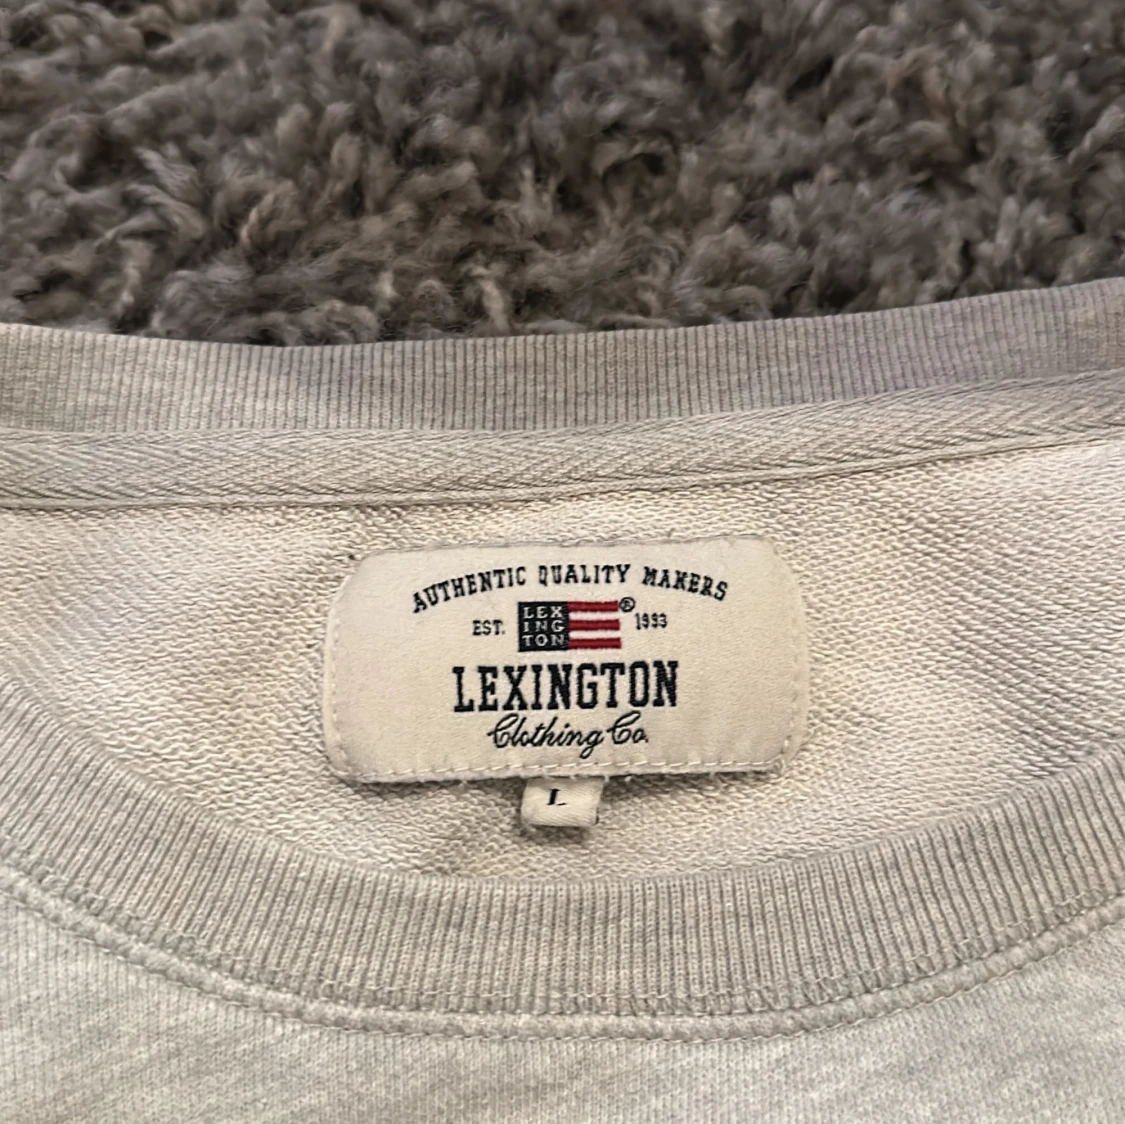 AUTHENTIC QUALITY MAKERS
EST. LEX ® 1993
ING
TON
LEXINGTON
Clothing Co.
L